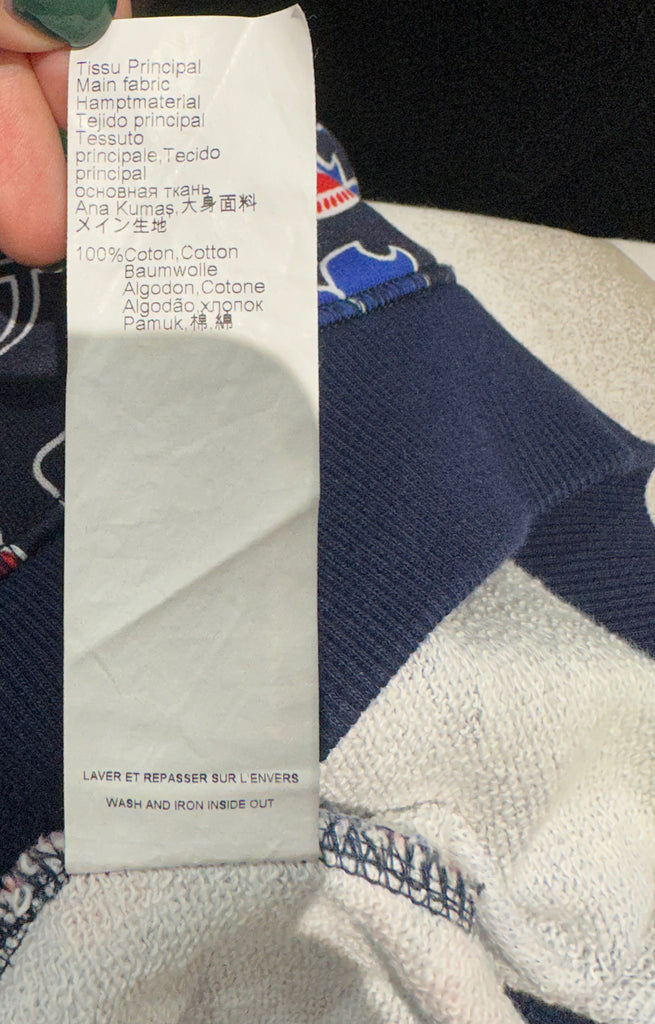 Tissu Principal
Main fabric
Hamptmaterial
Tejido principal
Tessuto
principale,Tecido
principal
основная ткань
Ana Kumaş,大身面料
メイン生地
100%Coton,Cotton
Baumwolle
Algodon,Cotone
Algodão,хлопок
Pamuk,棉,綿
LAVER ET REPASSER SUR L'ENVERS
WASH AND IRON INSIDE OUT